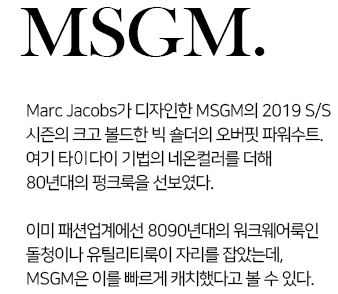 MSGM.
Marc Jacobs가 디자인한 MSGM의 2019 S/S
시즌의 크고 볼드한 빅 숄더의 오버핏 파워수트.
여기 타이다이 기법의 네온컬러를 더해
80년대의 펑크룩을 선보였다.
이미 패션업계에선 8090년대의 워크웨어룩인
돌청이나 유틸리티룩이 자리를 잡았는데,
MSGM은 이를 빠르게 캐치했다고 볼 수 있다.